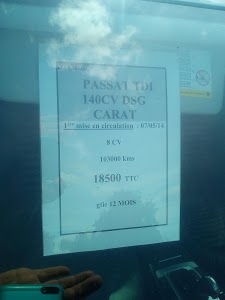 PASSAT TDI
140CV DSG
CARAT
1ère mise en circulation : 07/05/14
8 CV
103000 kms
18500 TTC
gtie 12 MOIS